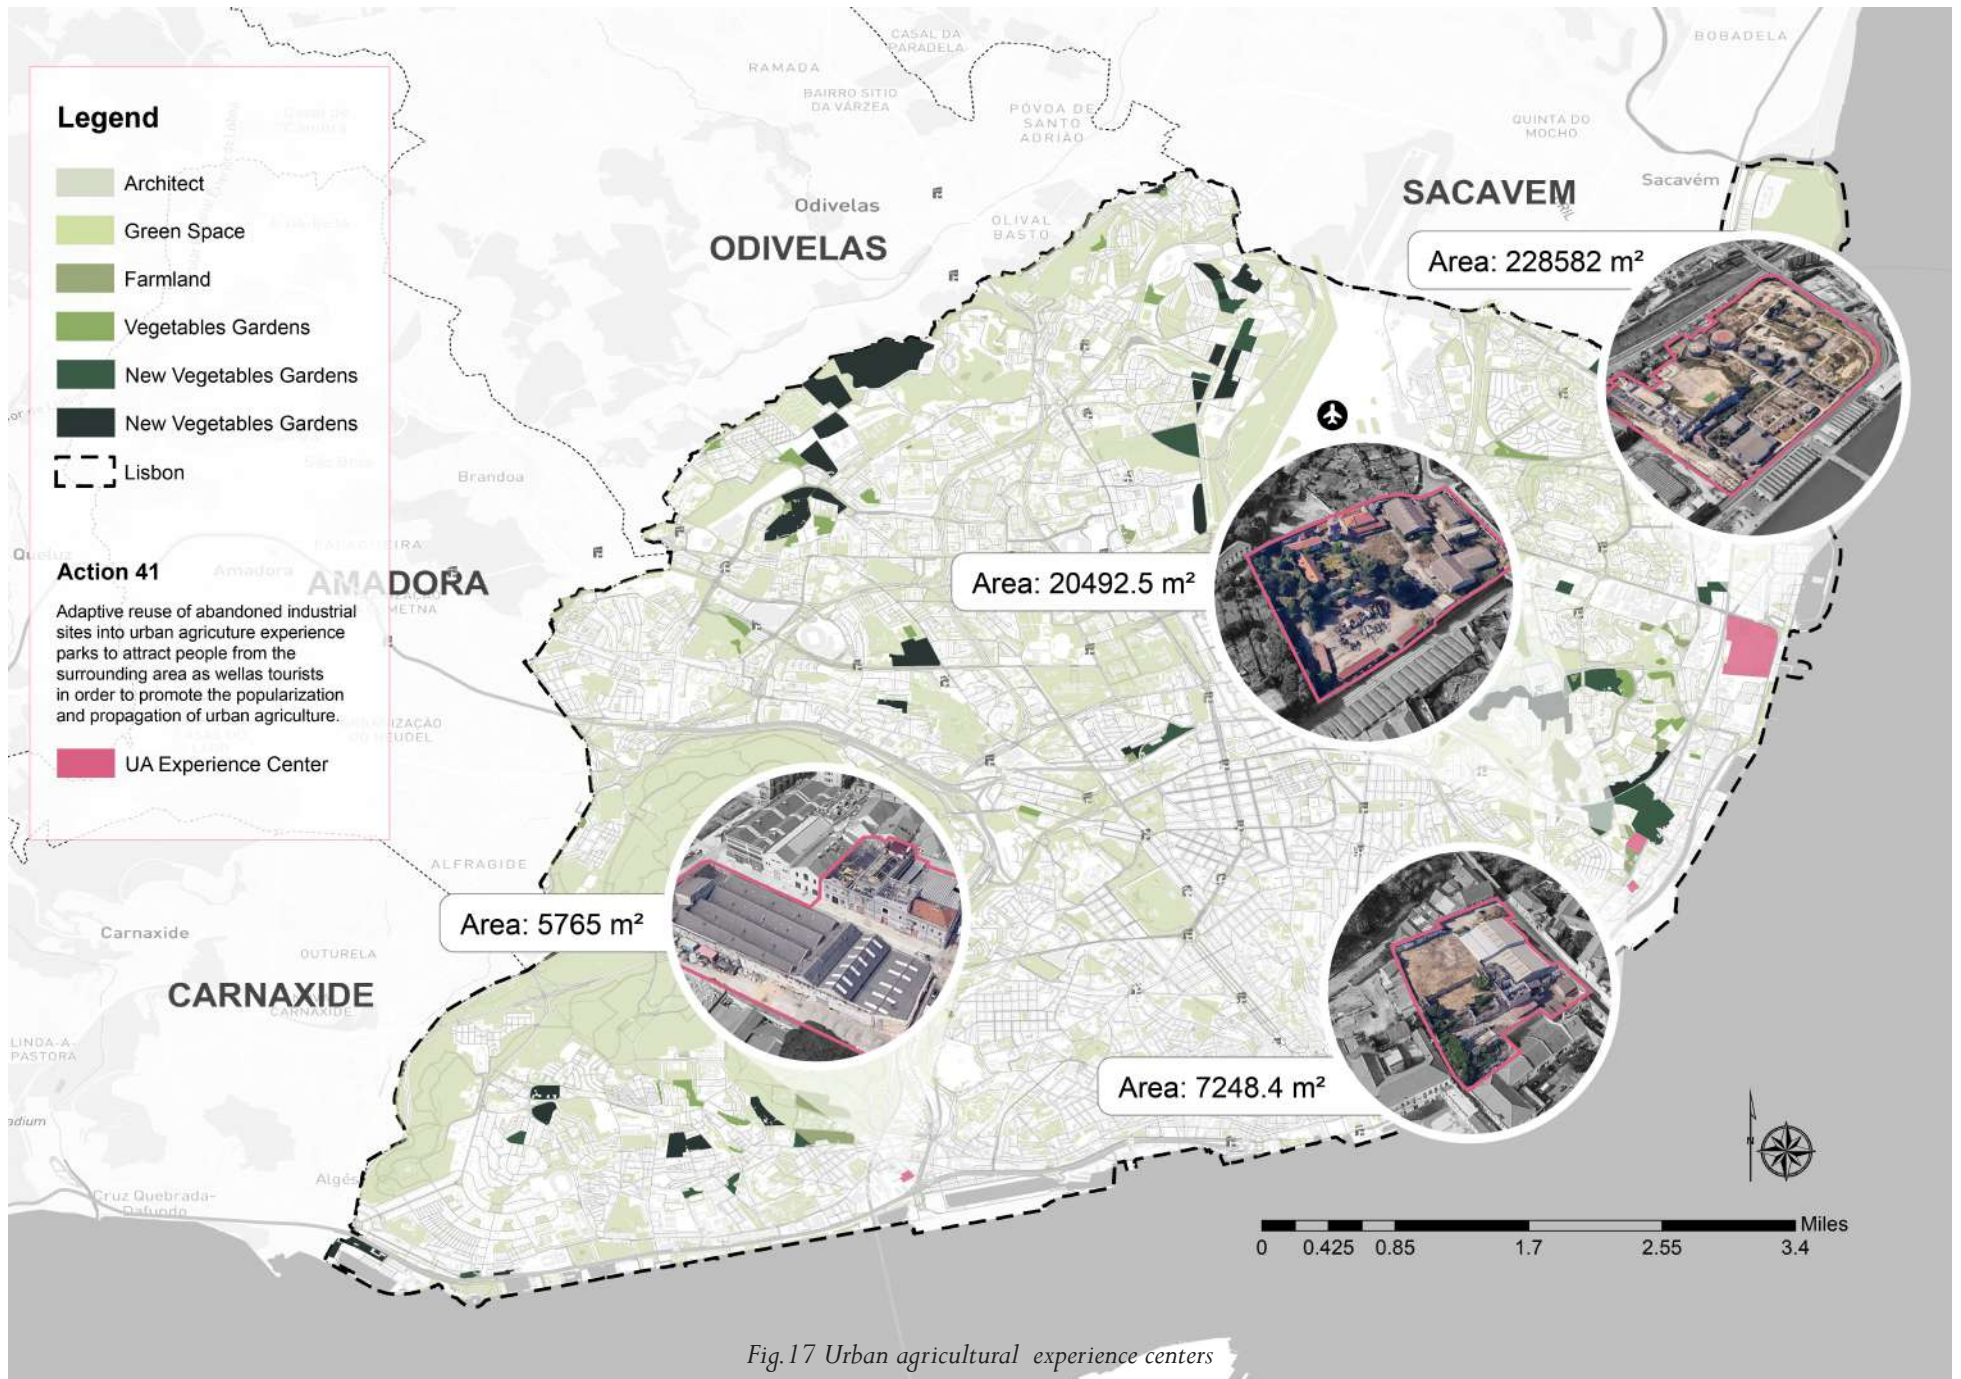 Legend
Architect
Green Space
Farmland
Vegetables Gardens
New Vegetables Gardens
New Vegetables Gardens
Lisbon
Action 41
Adaptive reuse of abandoned industrial
sites into urban agricuture experience
parks to attract people from the
surrounding area as wellas tourists
in order to promote the popularization
and propagation of urban agriculture.
UA Experience Center
CASAL DA
PARADELA
RAMADA
BAIRRO SITIO
DA VÁRZEA
PÓVOA DE
SANTO
ADRIÃO
BOBADELA
QUINTA DO
MOCHO
Sacavém
SACAVEM
Odivelas
ODIVELAS
OLIVAL
BASTO
Area: 228582 m²
Brandoa
Queluz
Amadora
AMADORA
Area: 20492.5 m²
ALFRAGIDE
Area: 5765 m²
Carnaxide
OUTURELA
CARNAXIDE
CARNAXIDE
LINDA-A-
PASTORA
Area: 7248.4 m²
Algés
Cruz Quebrada-
Dafundo
N
Miles
0 0.425 0.85 1.7 2.55 3.4
Fig.17 Urban agricultural experience centers